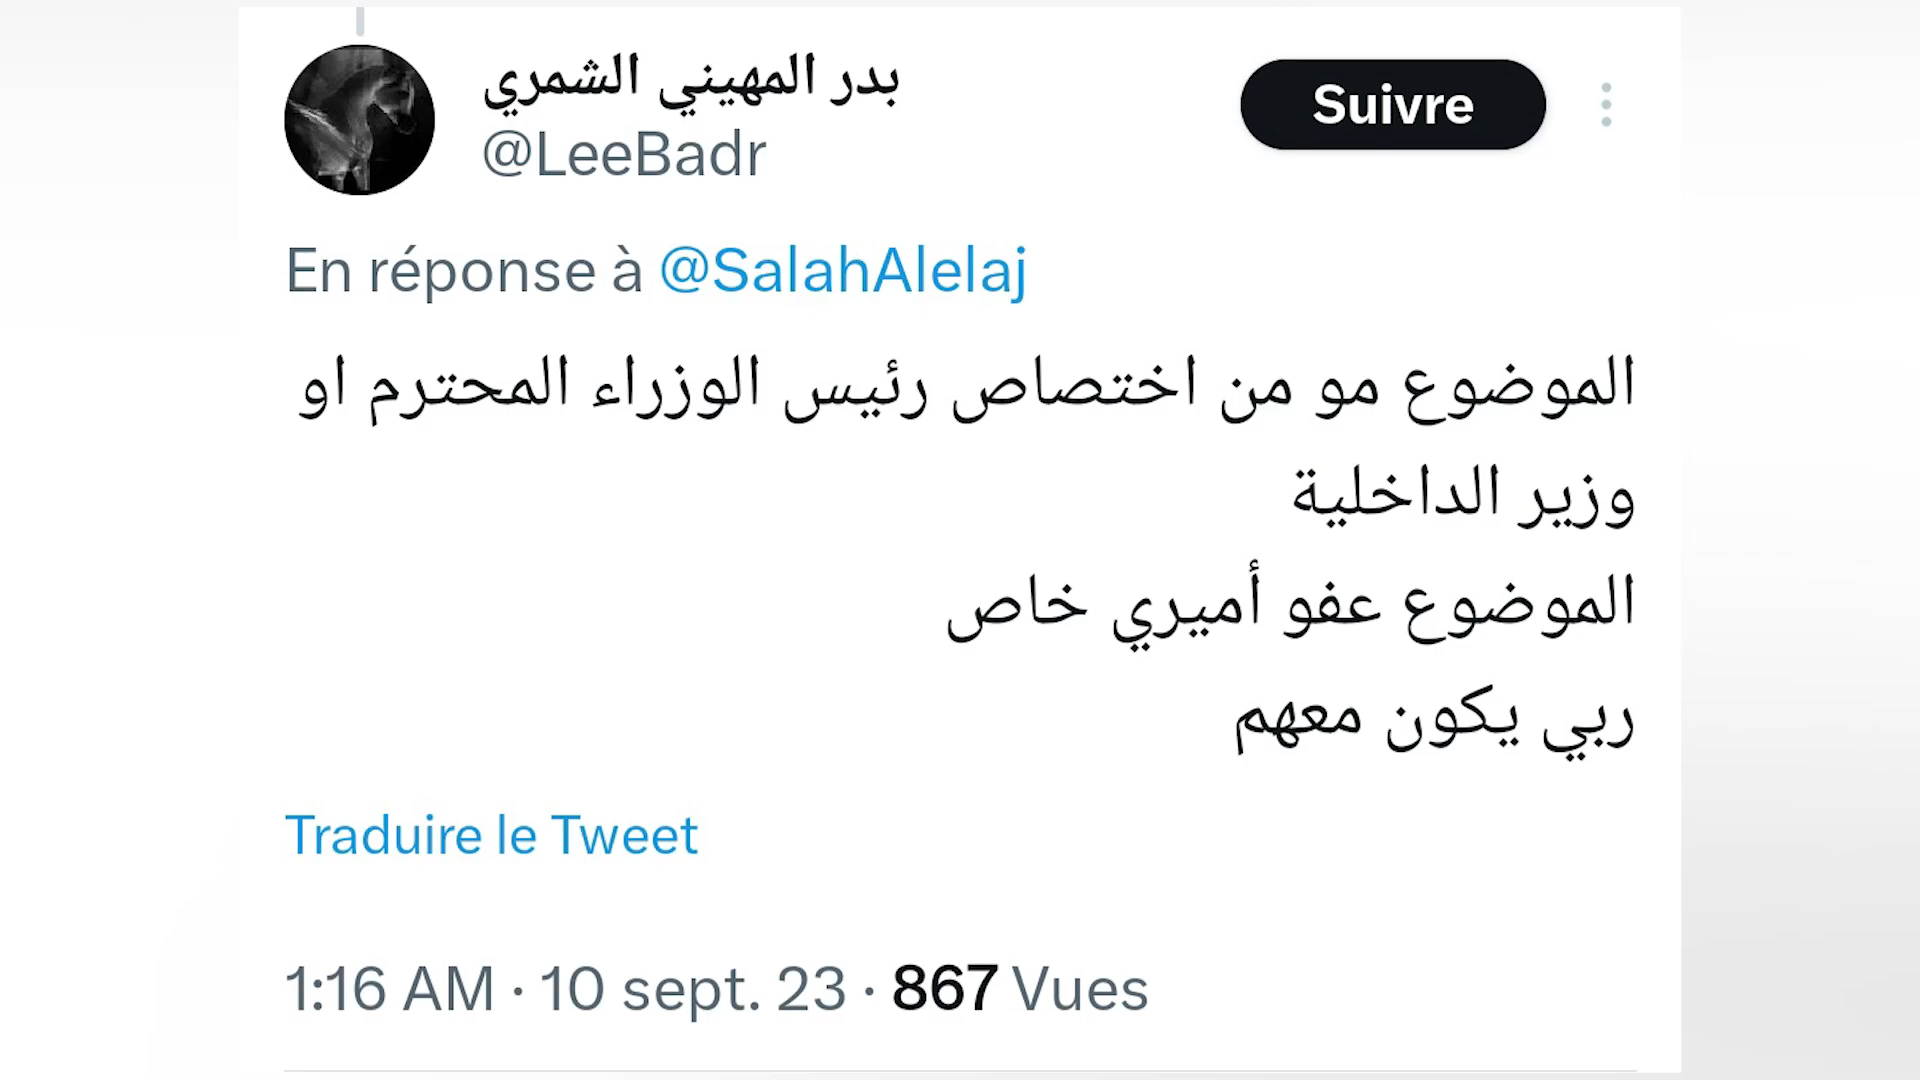 بدر المهيني الشمري
@LeeBadr
Suivre
En réponse à @SalahAlelaj
الموضوع مو من اختصاص رئيس الوزراء المحترم او
وزير الداخلية
الموضوع عفو أميري خاص
ربي يكون معهم
Traduire le Tweet
1:16 AM · 10 sept. 23 · 867 Vues